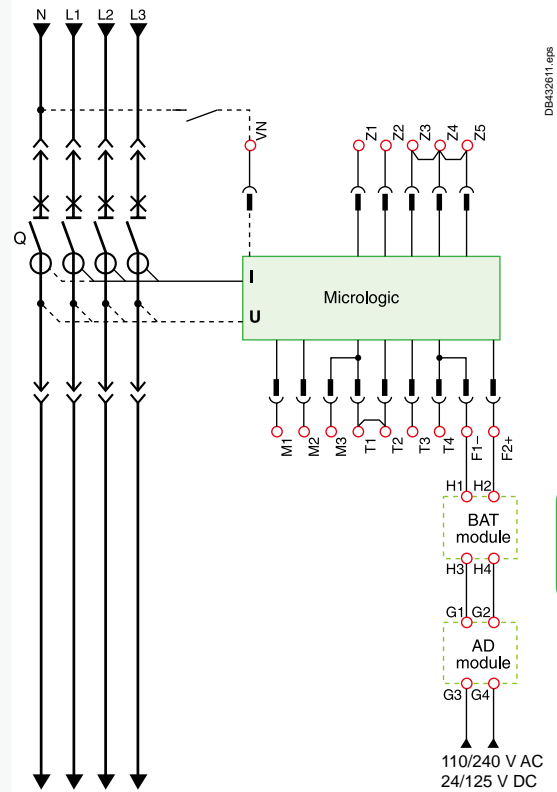 N L1 L2 L3
DB432611.eps
VN
Z1 Z2 Z3 Z4 Z5
Q
I
Micrologic
U
M1 M2 M3 T1 T2 T3 T4 F1– F2+
H1 H2
BAT
module
H3 H4
G1 G2
AD
module
G3 G4
110/240 V AC
24/125 V DC